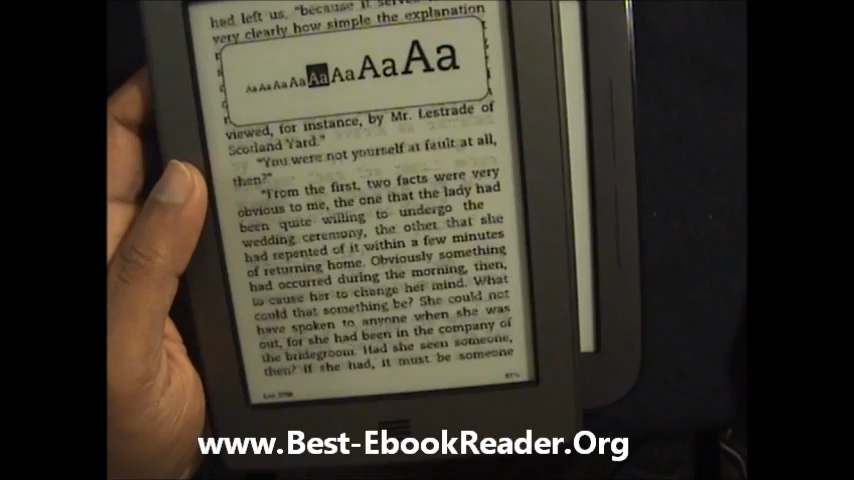 had left us, "because it serves
very clearly how simple the explanation
Aa Aa Aa Aa Aa Aa Aa Aa
viewed, for instance, by Mr. Lestrade of
Scotland Yard."
"You were not yourself at fault at all,
then?"
"From the first, two facts were very
obvious to me, the one that the lady had
been quite willing to undergo the
wedding ceremony, the other that she
had repented of it within a few minutes
of returning home. Obviously something
had occurred during the morning, then,
to cause her to change her mind. What
could that something be? She could not
have spoken to anyone when she was
out, for she had been in the company of
the bridegroom. Had she seen someone,
then? If she had, it must be someone
www.Best-EbookReader.Org